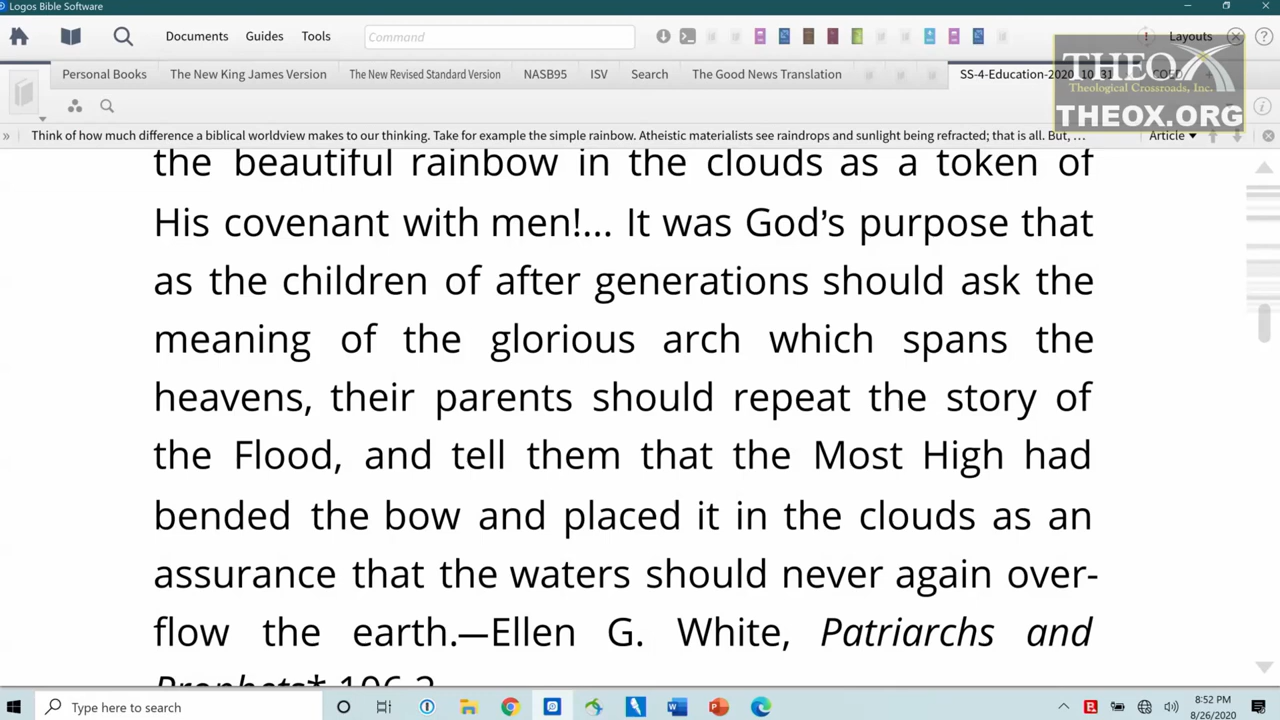 Logos Bible Software
Documents Guides Tools Command Layouts
Personal Books The New King James Version The New Revised Standard Version NASB95 ISV Search The Good News Translation SS-4-Education-2020_10_31
THEOX
Theological Crossroads, Inc.
THEOX.ORG
Think of how much difference a biblical worldview makes to our thinking. Take for example the simple rainbow. Atheistic materialists see raindrops and sunlight being refracted; that is all. But, … Article
the beautiful rainbow in the clouds as a token of
His covenant with men!... It was God’s purpose that
as the children of after generations should ask the
meaning of the glorious arch which spans the
heavens, their parents should repeat the story of
the Flood, and tell them that the Most High had
bended the bow and placed it in the clouds as an
assurance that the waters should never again over-
flow the earth.—Ellen G. White, Patriarchs and
Prophets* 106.2
Type here to search
8:52 PM
8/26/2020